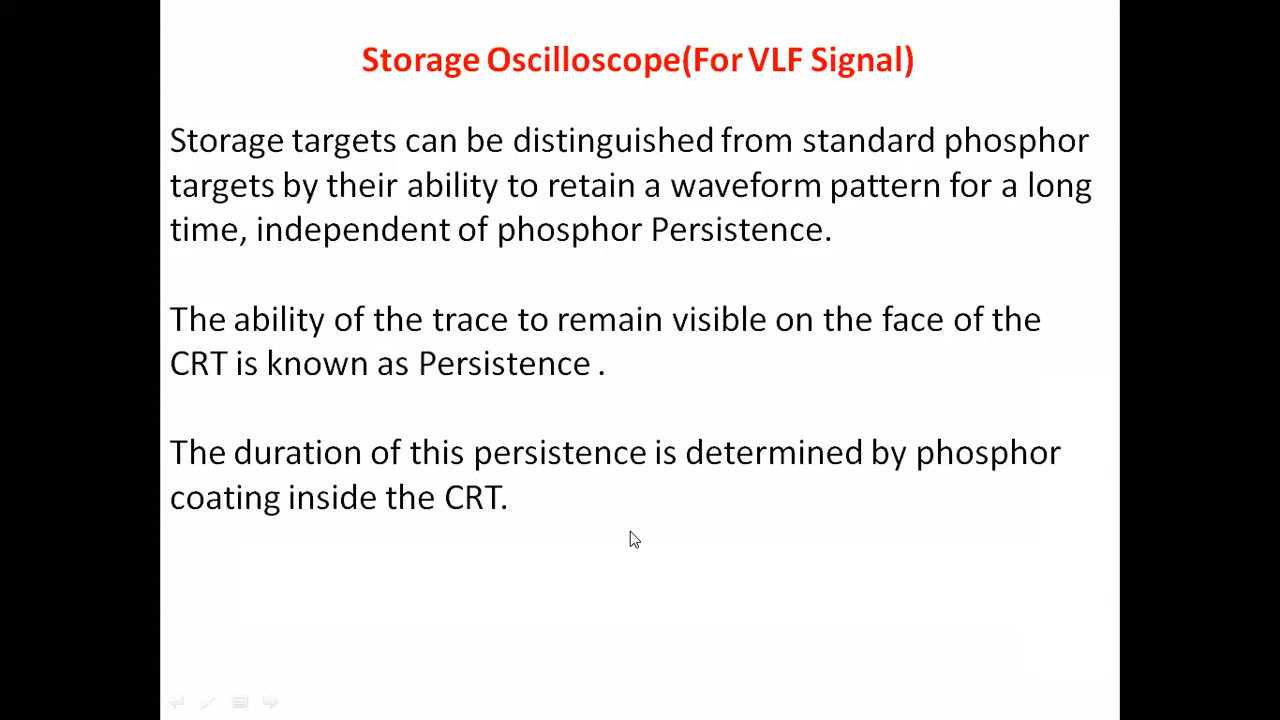 Storage Oscilloscope(For VLF Signal)
Storage targets can be distinguished from standard phosphor
targets by their ability to retain a waveform pattern for a long
time, independent of phosphor Persistence.
The ability of the trace to remain visible on the face of the
CRT is known as Persistence .
The duration of this persistence is determined by phosphor
coating inside the CRT.